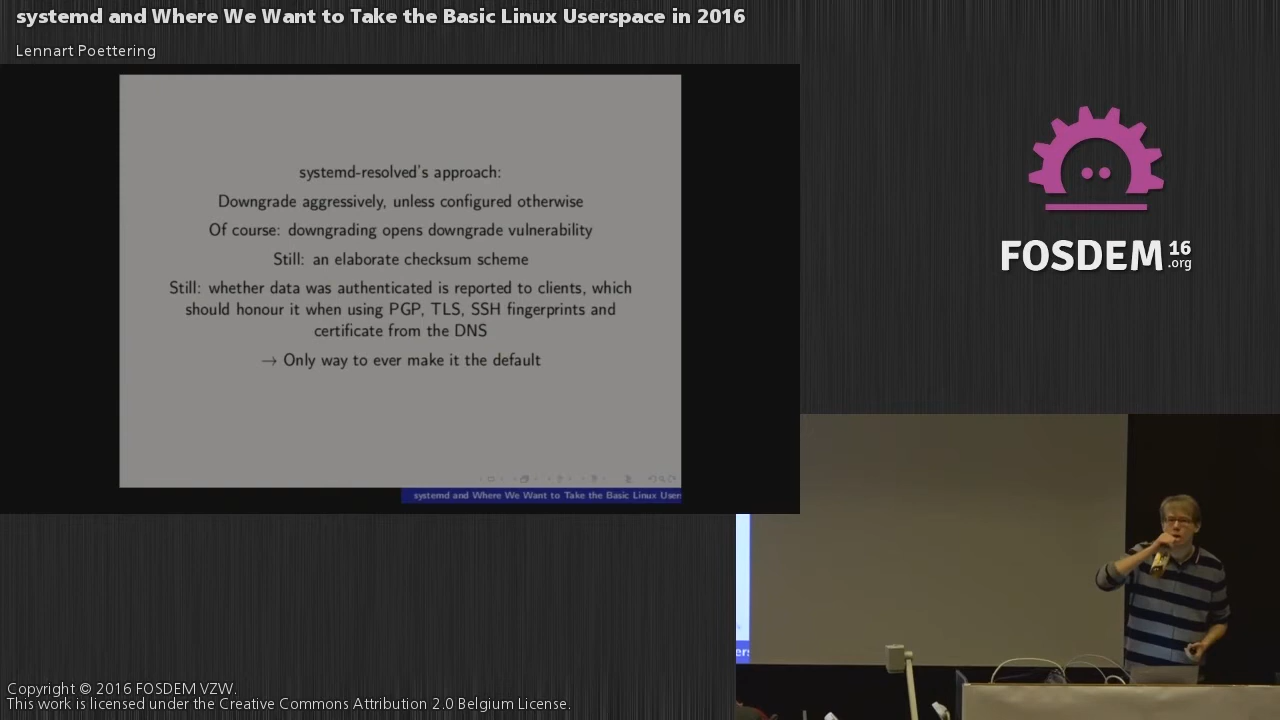 systemd and Where We Want to Take the Basic Linux Userspace in 2016
Lennart Poettering
systemd-resolved's approach:
Downgrade aggressively, unless configured otherwise
Of course: downgrading opens downgrade vulnerability
Still: an elaborate checksum scheme
Still: whether data was authenticated is reported to clients, which
should honour it when using PGP, TLS, SSH fingerprints and
certificate from the DNS
→ Only way to ever make it the default
systemd and Where We Want to Take the Basic Linux User
FOSDEM 16 .org
ers
Copyright © 2016 FOSDEM VZW.
This work is licensed under the Creative Commons Attribution 2.0 Belgium License.